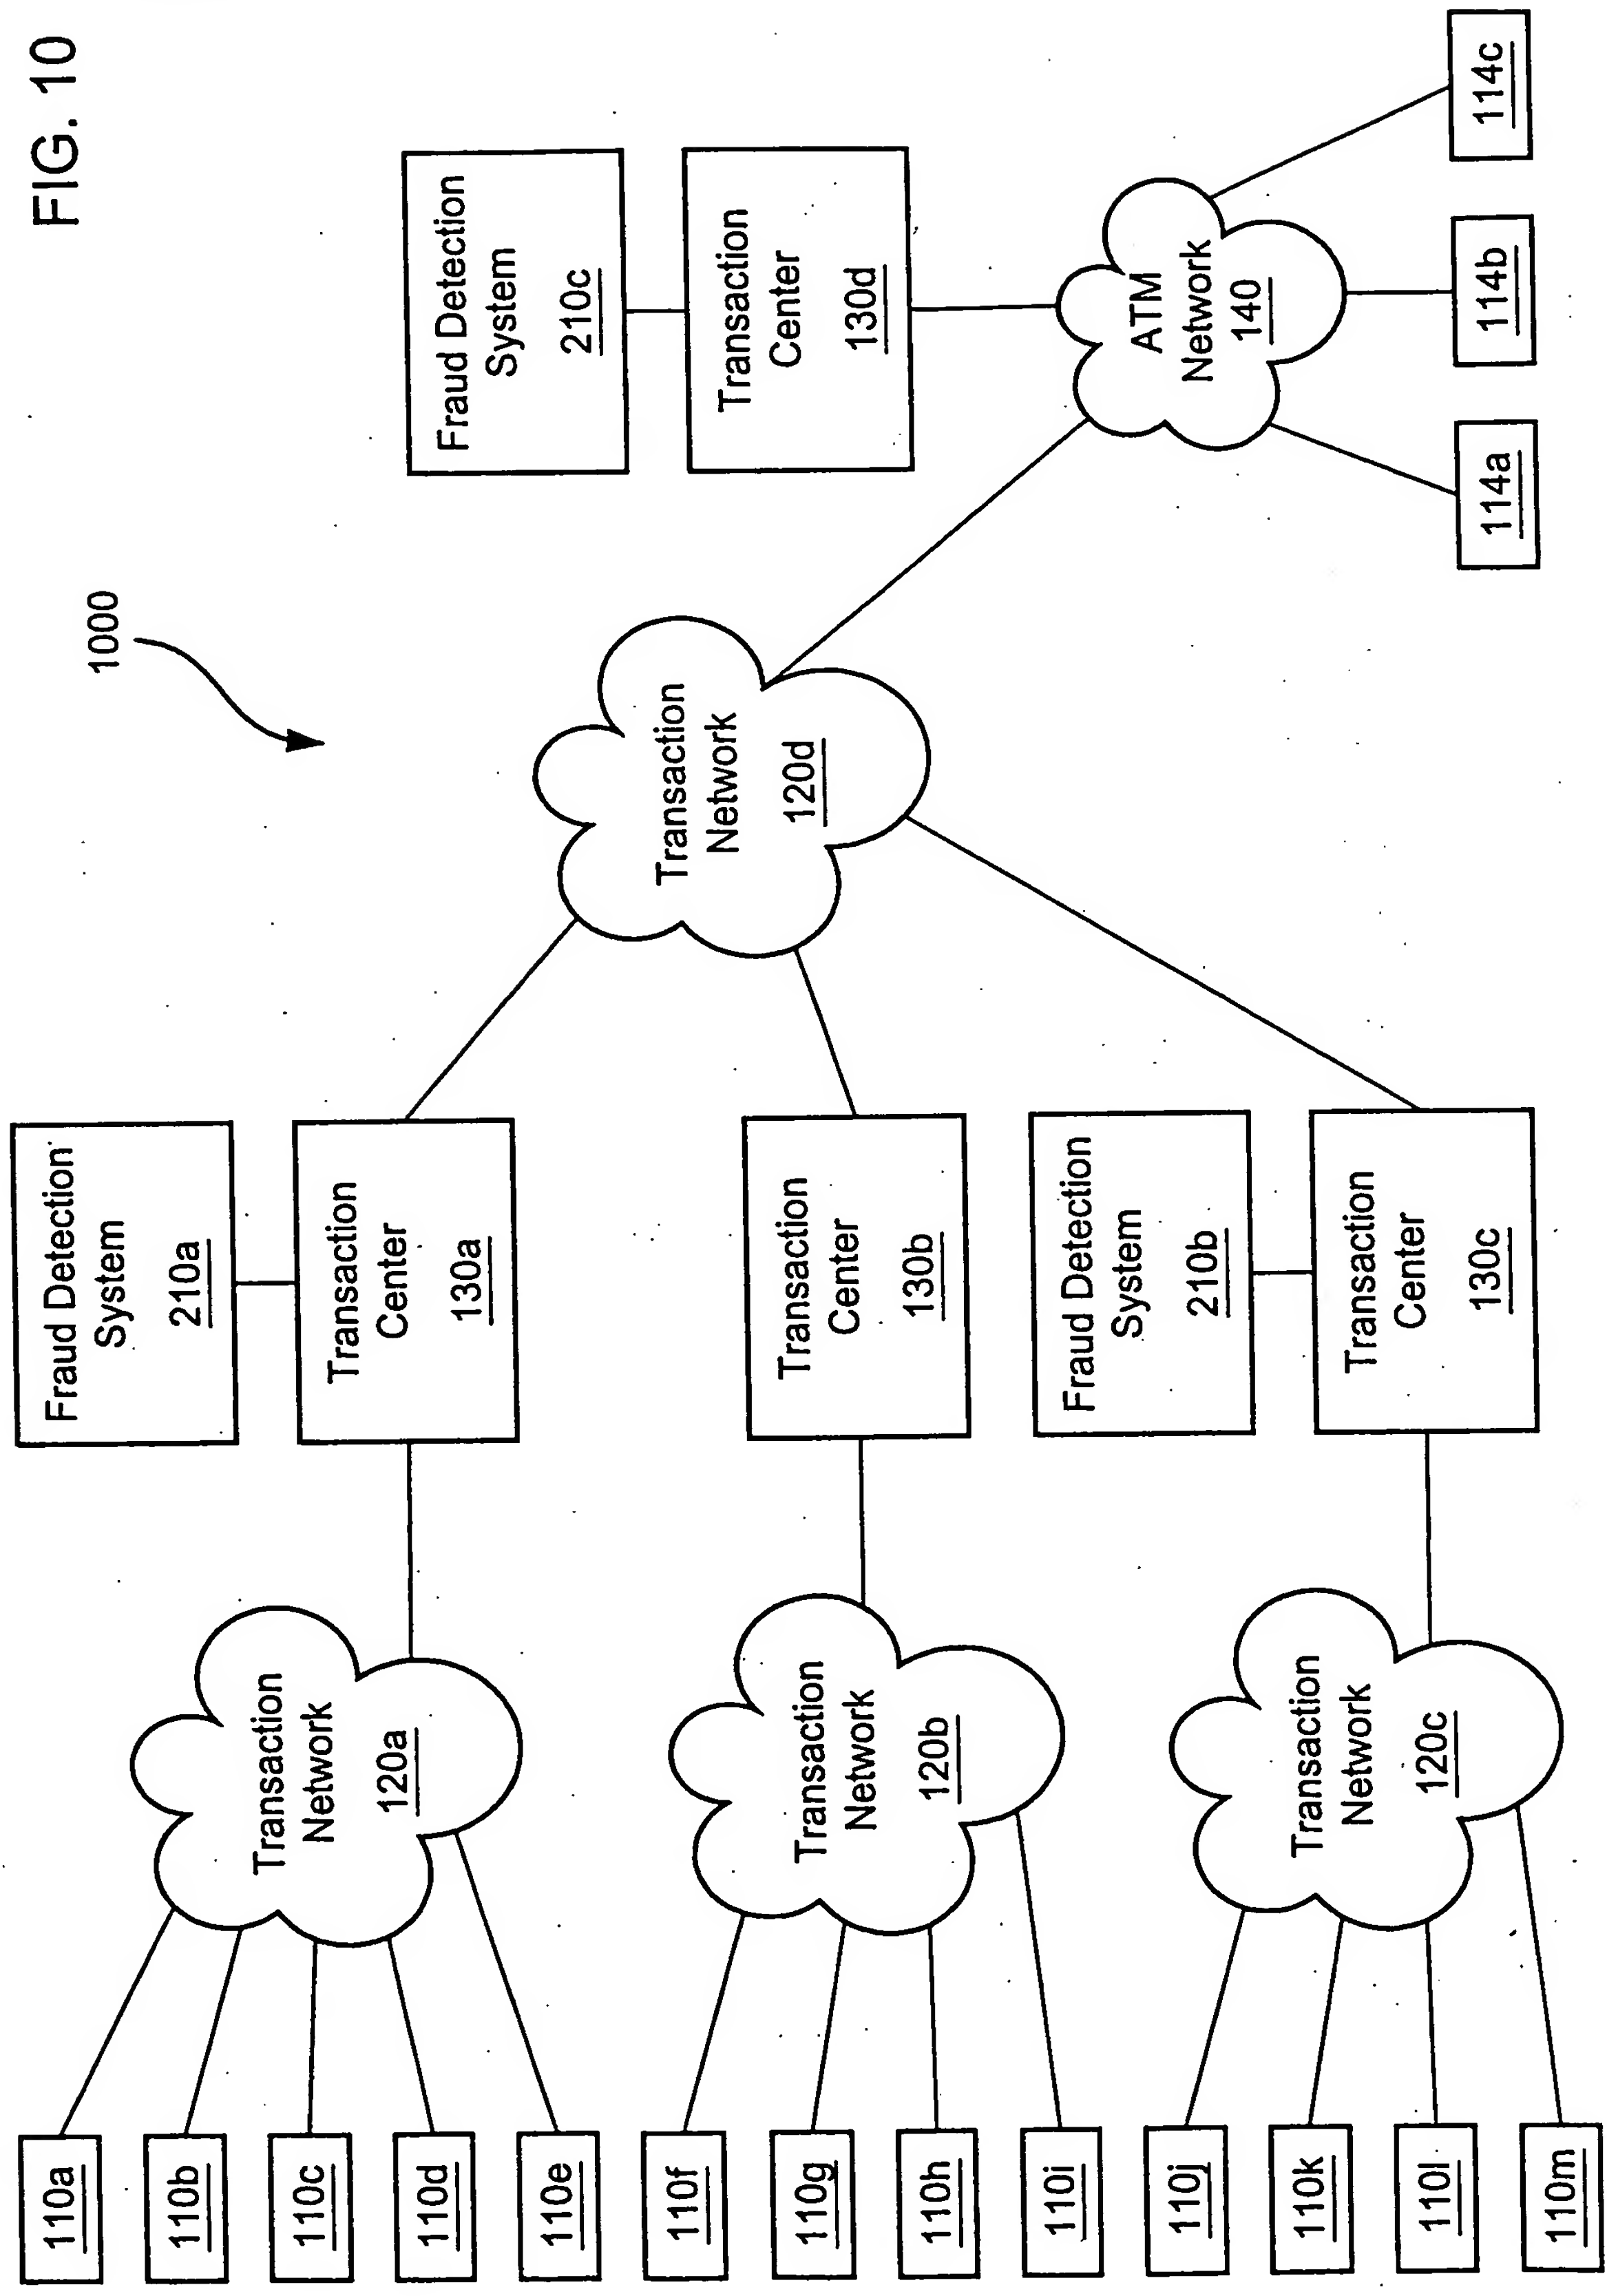 FIG. 10
1000
Fraud Detection
System
210a
Transaction
Center
130a
Transaction
Center
130b
Fraud Detection
System
210b
Transaction
Center
130c
Fraud Detection
System
210c
Transaction
Center
130d
Transaction
Network
120a
Transaction
Network
120b
Transaction
Network
120c
Transaction
Network
120d
ATM
Network
140
110a
110b
110c
110d
110e
110f
110g
110h
110i
110j
110k
110l
110m
114a
114b
114c